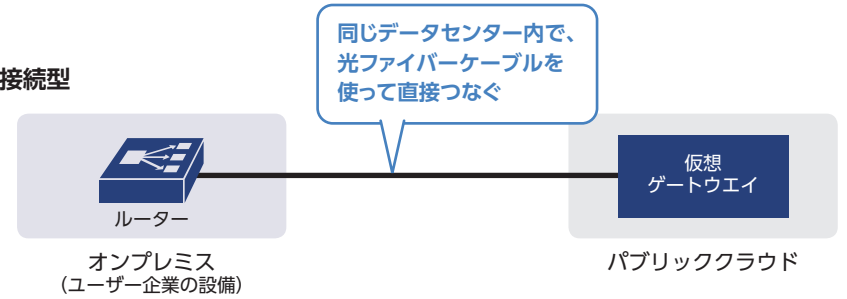 同じデータセンター内で、
光ファイバーケーブルを
使って直接つなぐ
接続型
仮想
ゲートウエイ
ルーター
オンプレミス
（ユーザー企業の設備）
パブリッククラウド